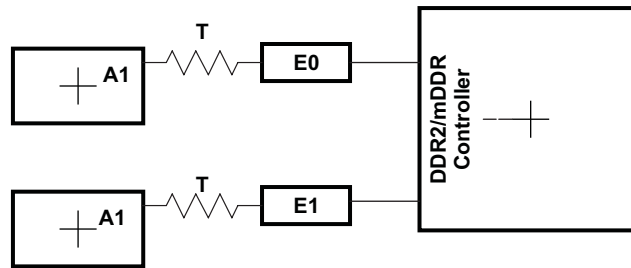 T
A1
E0
T
A1
E1
DDR2/mDDR
Controller